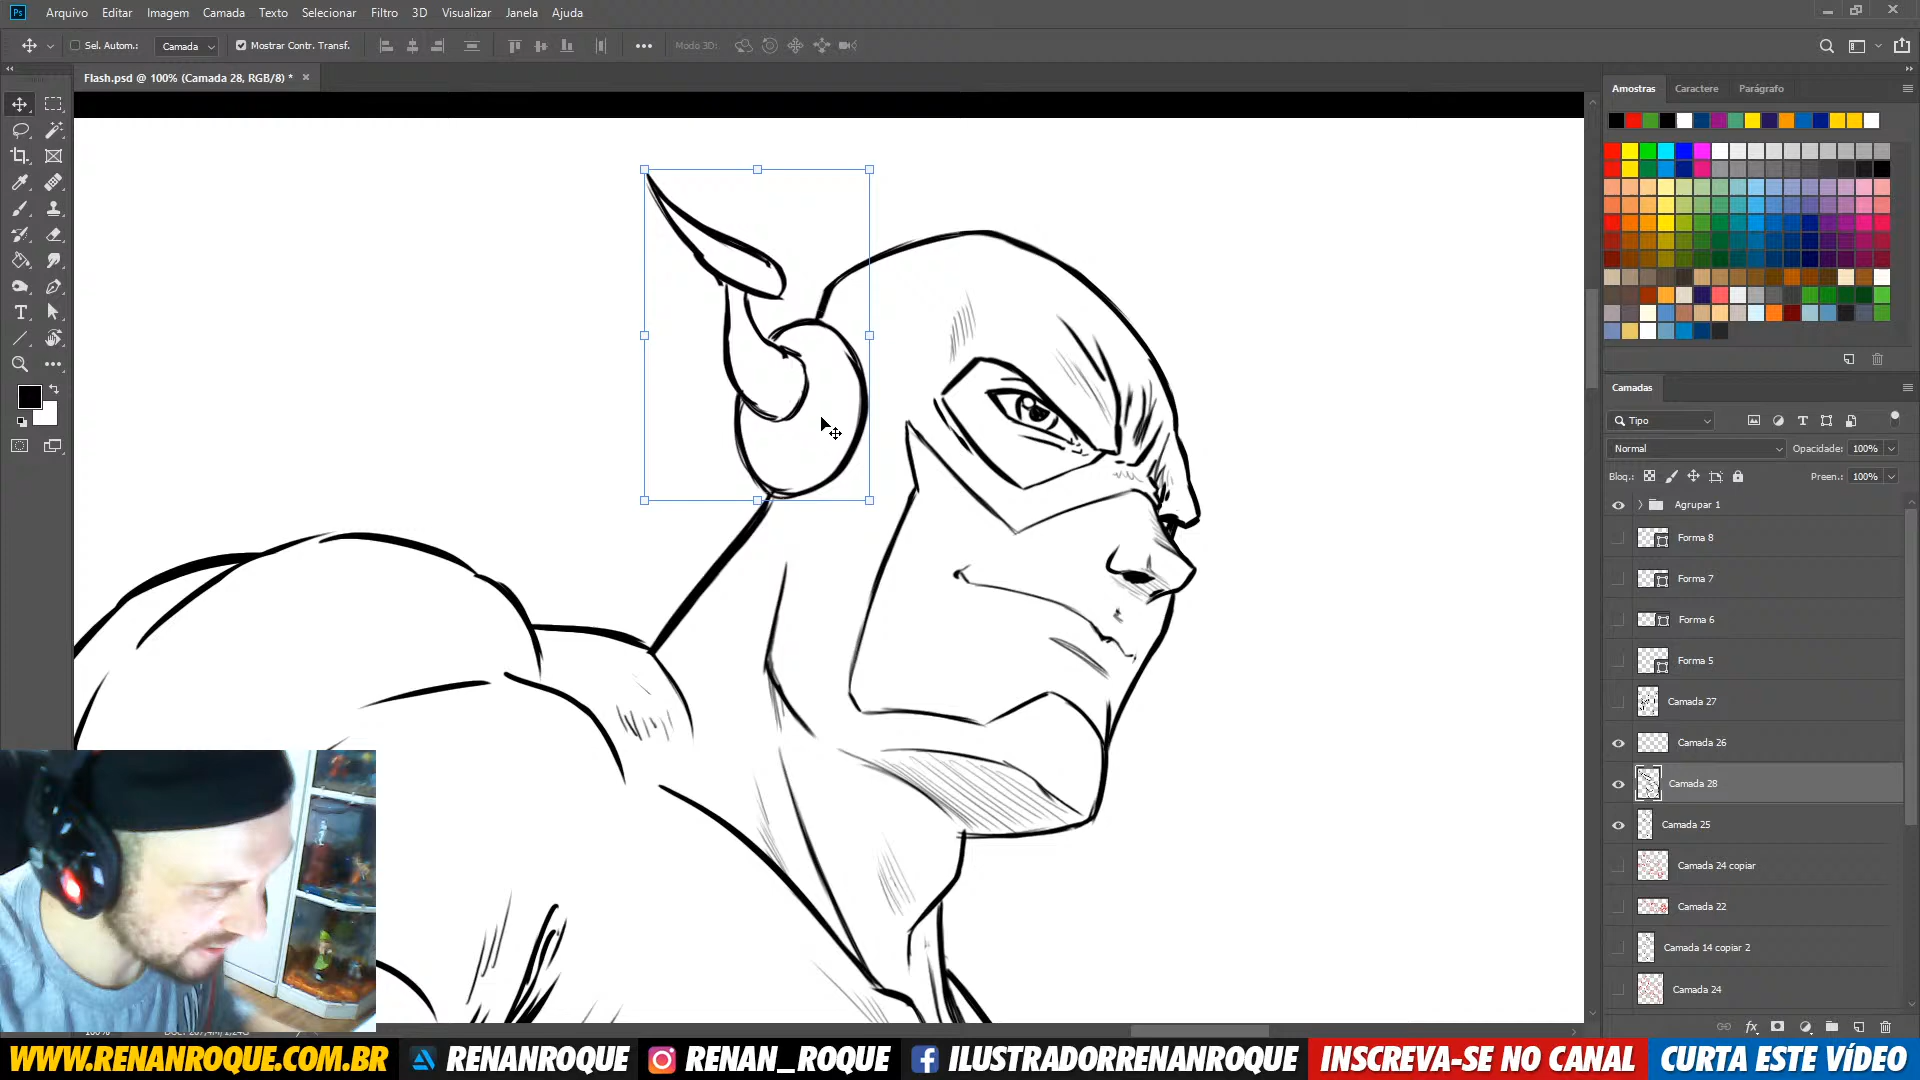 Ps Arquivo Editar Imagem Camada Texto Selecionar Filtro 3D Visualizar Janela Ajuda
Sel. Autom.: Camada Mostrar Contr. Transf. Modo 3D:
Flash.psd @ 100% (Camada 28, RGB/8) *
Amostras Caractere Parágrafo
Camadas
Tipo
Normal Opacidade: 100%
Bloq.: Preen.: 100%
Agrupar 1
Forma 8
Forma 7
Forma 6
Forma 5
Camada 27
Camada 26
Camada 28
Camada 25
Camada 24 copiar
Camada 22
Camada 14 copiar 2
Camada 24
WWW.RENANROQUE.COM.BR RENANROQUE RENAN_ROQUE ILUSTRADORRENANROQUE INSCREVA-SE NO CANAL CURTA ESTE VÍDEO